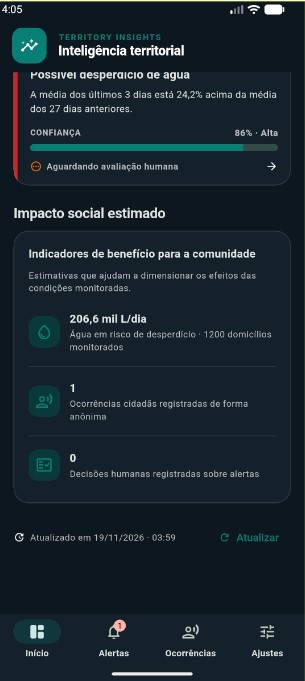 4:05
TERRITORY INSIGHTS
Inteligência territorial
Possível desperdício de água
A média dos últimos 3 dias está 24,2% acima da média
dos 27 dias anteriores.
CONFIANÇA 86% · Alta
Aguardando avaliação humana
Impacto social estimado
Indicadores de benefício para a comunidade
Estimativas que ajudam a dimensionar os efeitos das
condições monitoradas.
206,6 mil L/dia
Água em risco de desperdício · 1200 domicílios
monitorados
1
Ocorrências cidadãs registradas de forma
anônima
0
Decisões humanas registradas sobre alertas
Atualizado em 19/11/2026 · 03:59 Atualizar
1
Início Alertas Ocorrências Ajustes